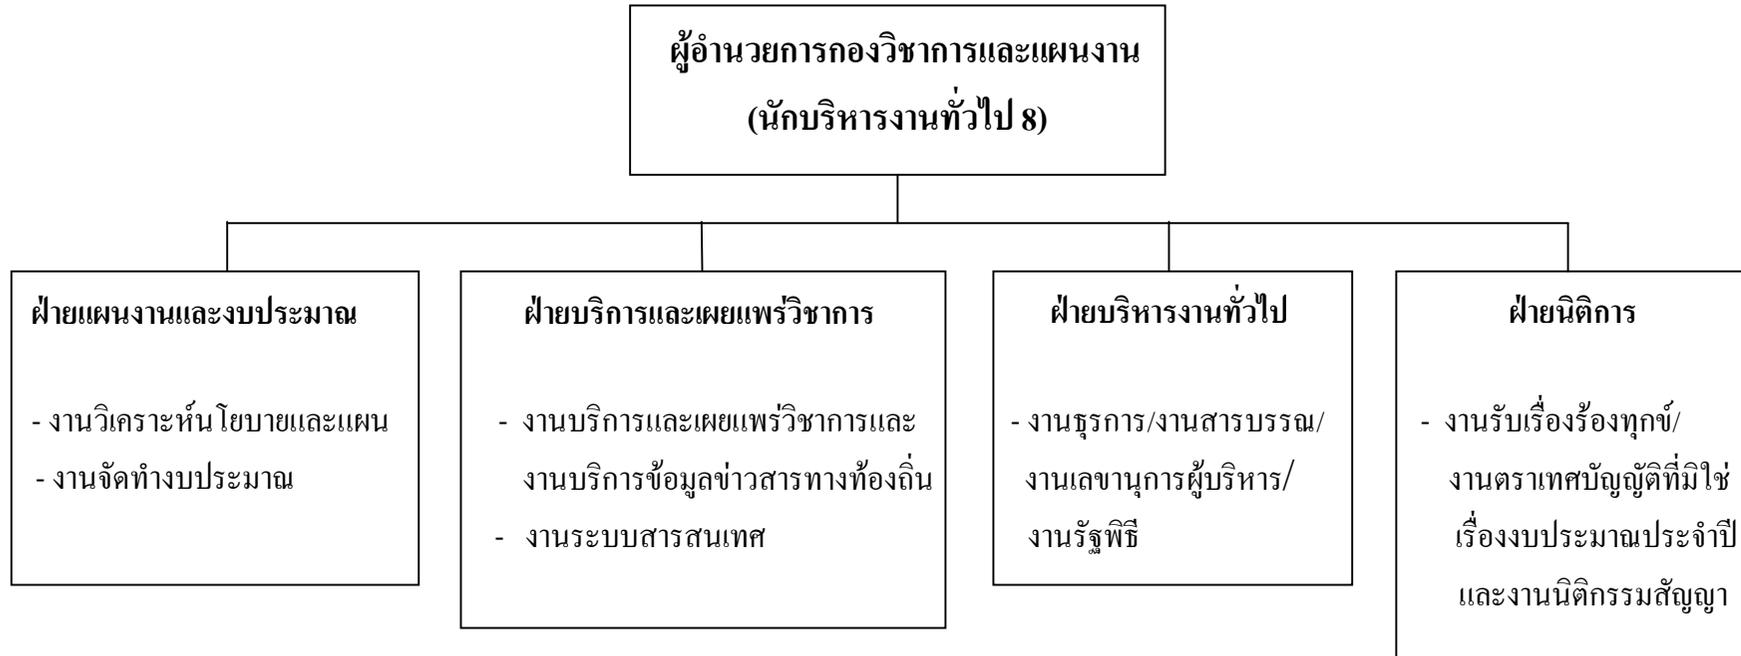 ผู้อำนวยการกองวิชาการและแผนงาน
(นักบริหารงานทั่วไป 8)
ฝ่ายแผนงานและงบประมาณ
- งานวิเคราะห์นโยบายและแผน
- งานจัดทำงบประมาณ
ฝ่ายบริการและเผยแพร่วิชาการ
- งานบริการและเผยแพร่วิชาการและ
งานบริการข้อมูลข่าวสารทางท้องถิ่น
- งานระบบสารสนเทศ
ฝ่ายบริหารงานทั่วไป
- งานธุรการ/งานสารบรรณ/
งานเลขานุการผู้บริหาร/
งานรัฐพิธี
ฝ่ายนิติการ
- งานรับเรื่องร้องทุกข์/
งานตราเทศบัญญัติที่มิใช่
เรื่องงบประมาณประจำปี
และงานนิติกรรมสัญญา